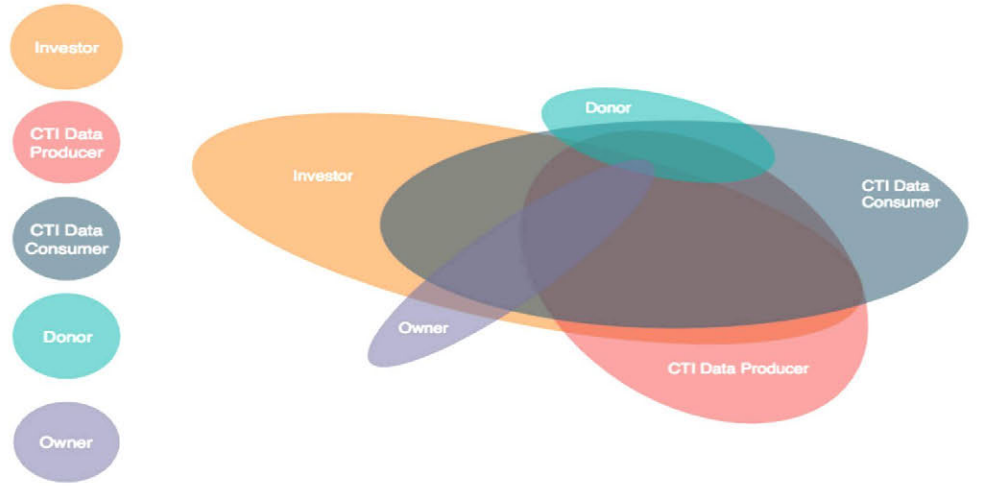 Investor
CTI Data
Producer
CTI Data
Consumer
Donor
Owner
Donor
Investor
CTI Data
Consumer
Owner
CTI Data Producer